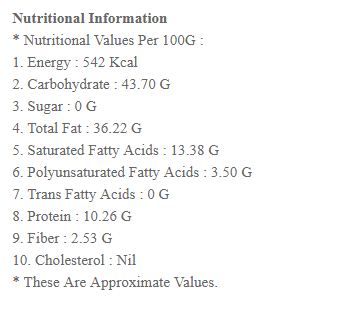 Nutritional Information
* Nutritional Values Per 100G :
1. Energy : 542 Kcal
2. Carbohydrate : 43.70 G
3. Sugar : 0 G
4. Total Fat : 36.22 G
5. Saturated Fatty Acids : 13.38 G
6. Polyunsaturated Fatty Acids : 3.50 G
7. Trans Fatty Acids : 0 G
8. Protein : 10.26 G
9. Fiber : 2.53 G
10. Cholesterol : Nil
* These Are Approximate Values.